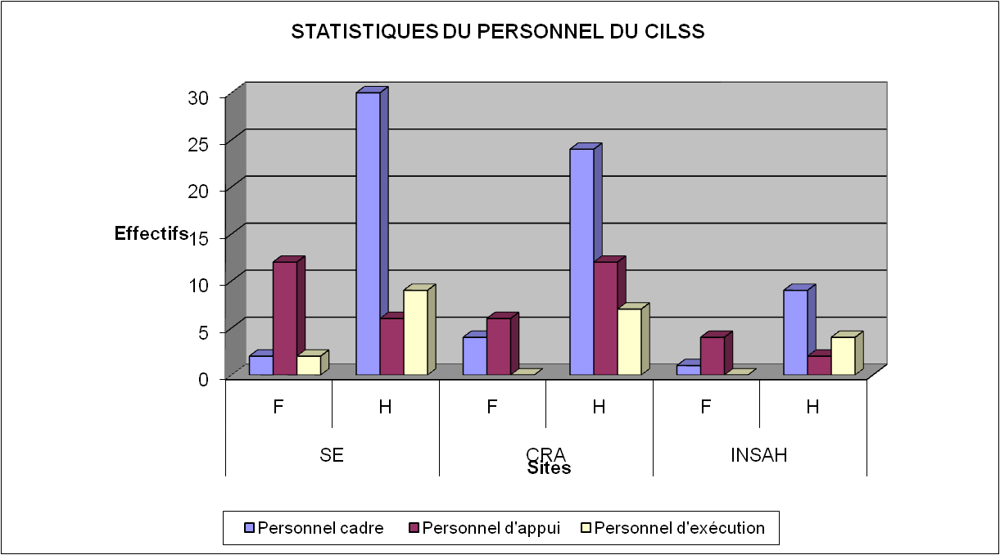 STATISTIQUES DU PERSONNEL DU CILSS
30
25
20
Effectifs
15
10
5
0
F H F H F H
SE CRA INSAH
Sites
Personnel cadre Personnel d'appui Personnel d'exécution